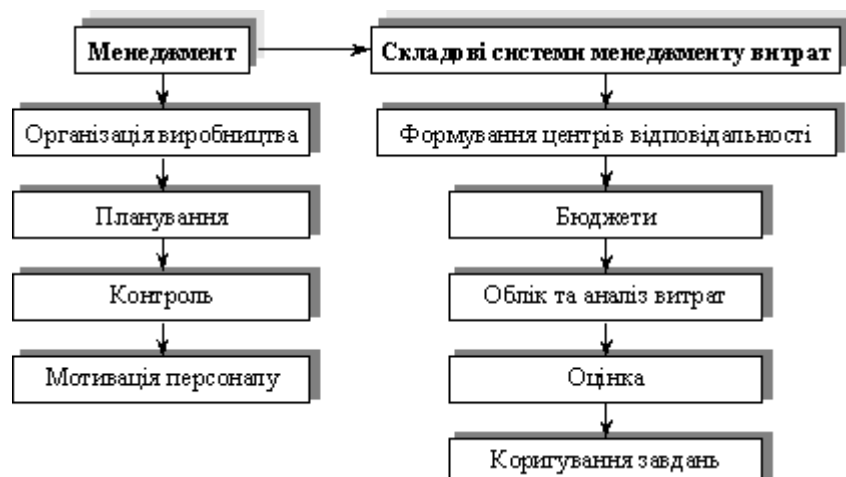 Менеджмент
Складові системи менеджменту витрат
Організація виробництва
Формування центрів відповідальності
Планування
Бюджети
Контроль
Облік та аналіз витрат
Мотивація персоналу
Оцінка
Коригування завдань